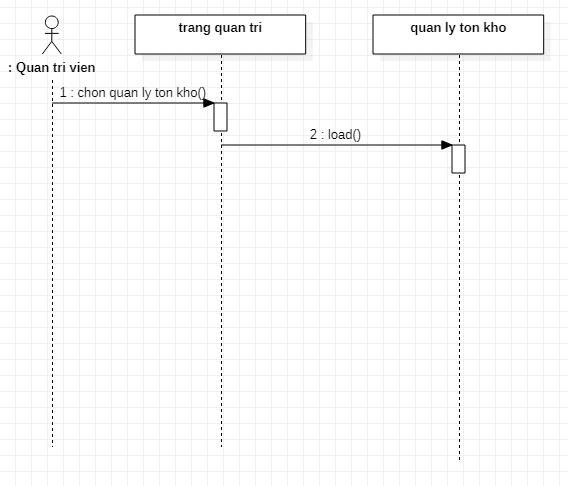 trang quan tri
quan ly ton kho
: Quan tri vien
1 : chon quan ly ton kho()
2 : load()